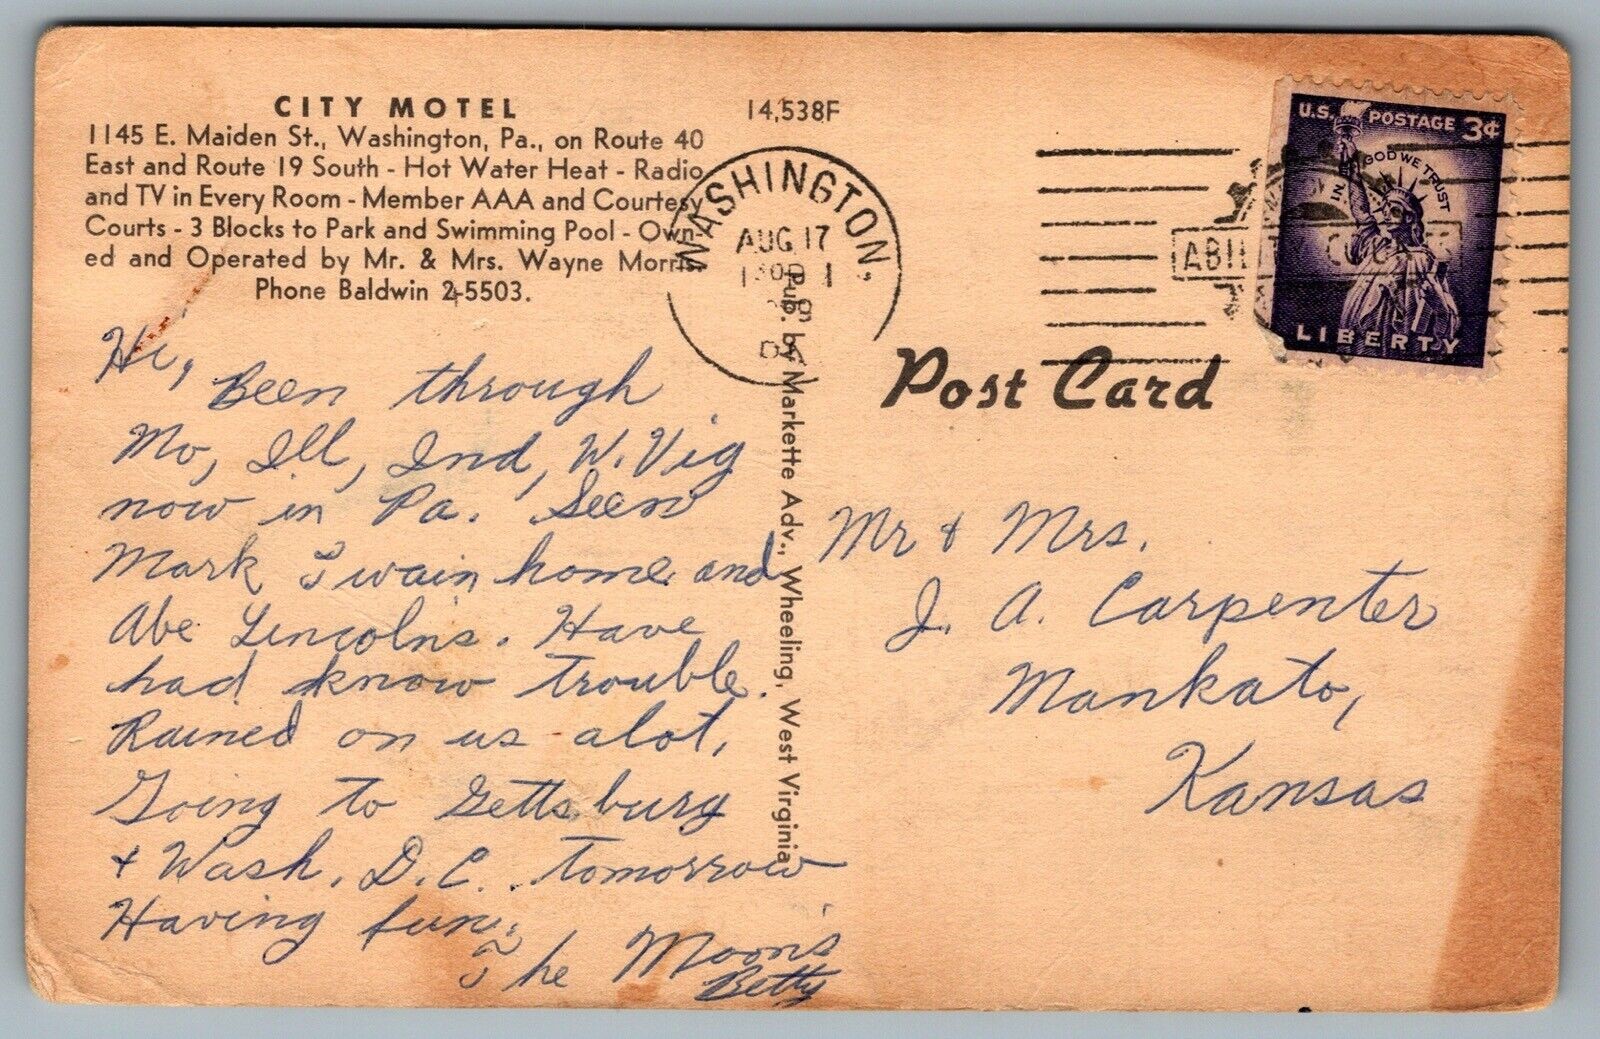 CITY MOTEL
1145 E. Maiden St., Washington, Pa., on Route 40
East and Route 19 South - Hot Water Heat - Radio
and TV in Every Room - Member AAA and Courtesy
Courts - 3 Blocks to Park and Swimming Pool - Own-
ed and Operated by Mr. & Mrs. Wayne Morris.
Phone Baldwin 2-5503.
14,538F
WASHINGTON,
AUG 17
U.S. POSTAGE 3¢
IN GOD WE TRUST
LIBERTY
Post Card
Pub. by Markette Adv., Wheeling, West Virginia
Hi,
Been through
Mo, Ill, Ind, W. Vig
now in Pa. Seen
Mark Twain home and
Abe Lincolns. Have
had know trouble.
Rained on us alot,
Going to Gettsburg
+ Wash, D.C. tomorrow
Having fun,
The Moon's
Betty
Mr + Mrs.
J. A. Carpenter
Mankato,
Kansas